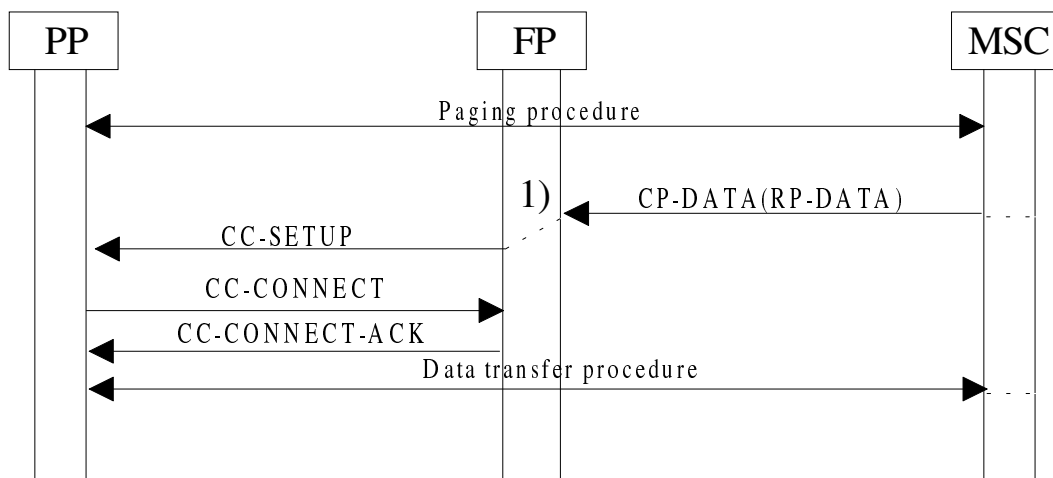 PP
FP
MSC
Paging procedure
1)
CP-DATA(RP-DATA)
CC-SETUP
CC-CONNECT
CC-CONNECT-ACK
Data transfer procedure